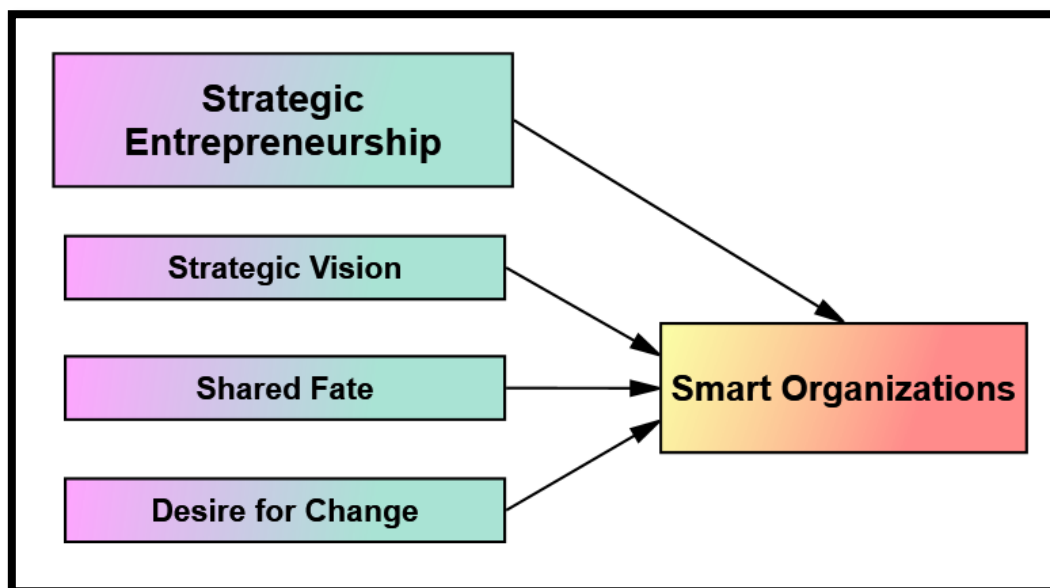 Strategic
Entrepreneurship
Strategic Vision
Shared Fate
Desire for Change
Smart Organizations